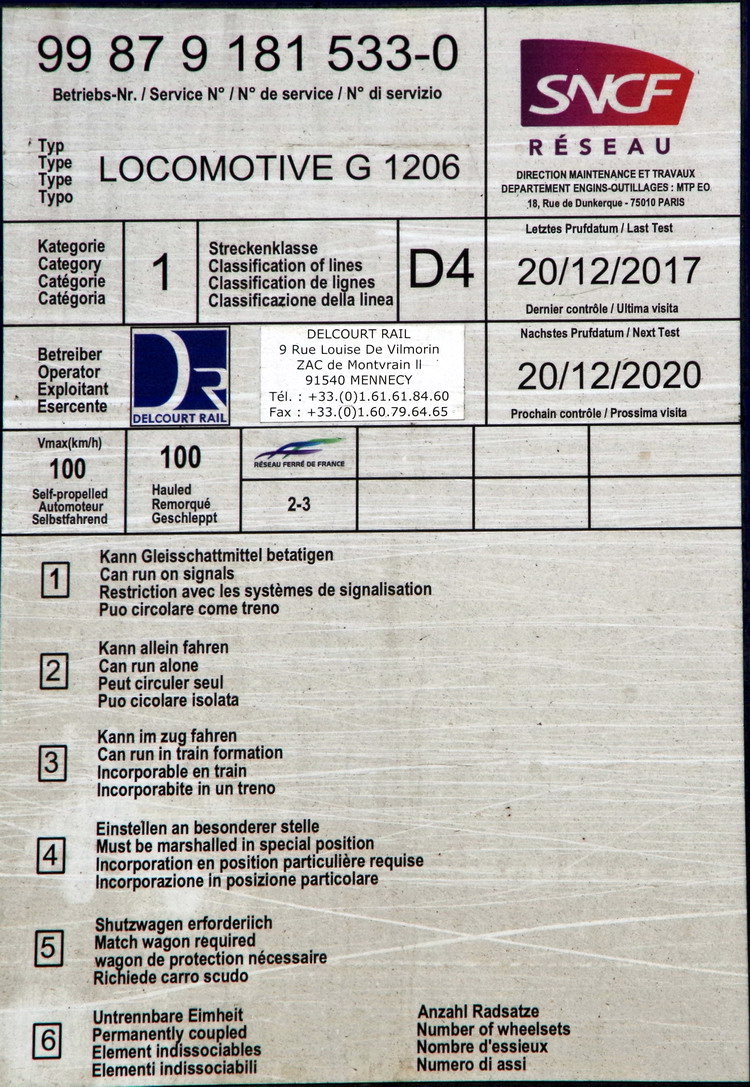 99 87 9 181 533-0
Betriebs-Nr. / Service N° / N° de service / N° di servizio
Typ
Type
Type
Typo
LOCOMOTIVE G 1206
SNCF
RÉSEAU
DIRECTION MAINTENANCE ET TRAVAUX
DEPARTEMENT ENGINS-OUTILLAGES : MTP EO
18, Rue de Dunkerque - 75010 PARIS
Kategorie
Category
Catégorie
Catégoria
1
Streckenklasse
Classification of lines
Classification de lignes
Classificazione della linea
D4
Letztes Prufdatum / Last Test
20/12/2017
Dernier contrôle / Ultima visita
Betreiber
Operator
Exploitant
Esercente
DR
DELCOURT RAIL
DELCOURT RAIL
9 Rue Louise De Vilmorin
ZAC de Montvrain II
91540 MENNECY
Tél. : +33.(0)1.61.61.84.60
Fax : +33.(0)1.60.79.64.65
Nachstes Prufdatum / Next Test
20/12/2020
Prochain contrôle / Prossima visita
Vmax(km/h)
100
Self-propelled
Automoteur
Selbstfahrend
100
Hauled
Remorqué
Geschleppt
RÉSEAU FERRÉ DE FRANCE
2-3
1
Kann Gleisschattmittel betatigen
Can run on signals
Restriction avec les systèmes de signalisation
Puo circolare come treno
2
Kann allein fahren
Can run alone
Peut circuler seul
Puo cicolare isolata
3
Kann im zug fahren
Can run in train formation
Incorporable en train
Incorporabite in un treno
4
Einstellen an besonderer stelle
Must be marshalled in special position
Incorporation en position particulière requise
Incorporazione in posizione particolare
5
Shutzwagen erforderiich
Match wagon required
wagon de protection nécessaire
Richiede carro scudo
6
Untrennbare Eimheit
Permanently coupled
Element indissociables
Elementi indissociabili
Anzahl Radsatze
Number of wheelsets
Nombre d'essieux
Numero di assi